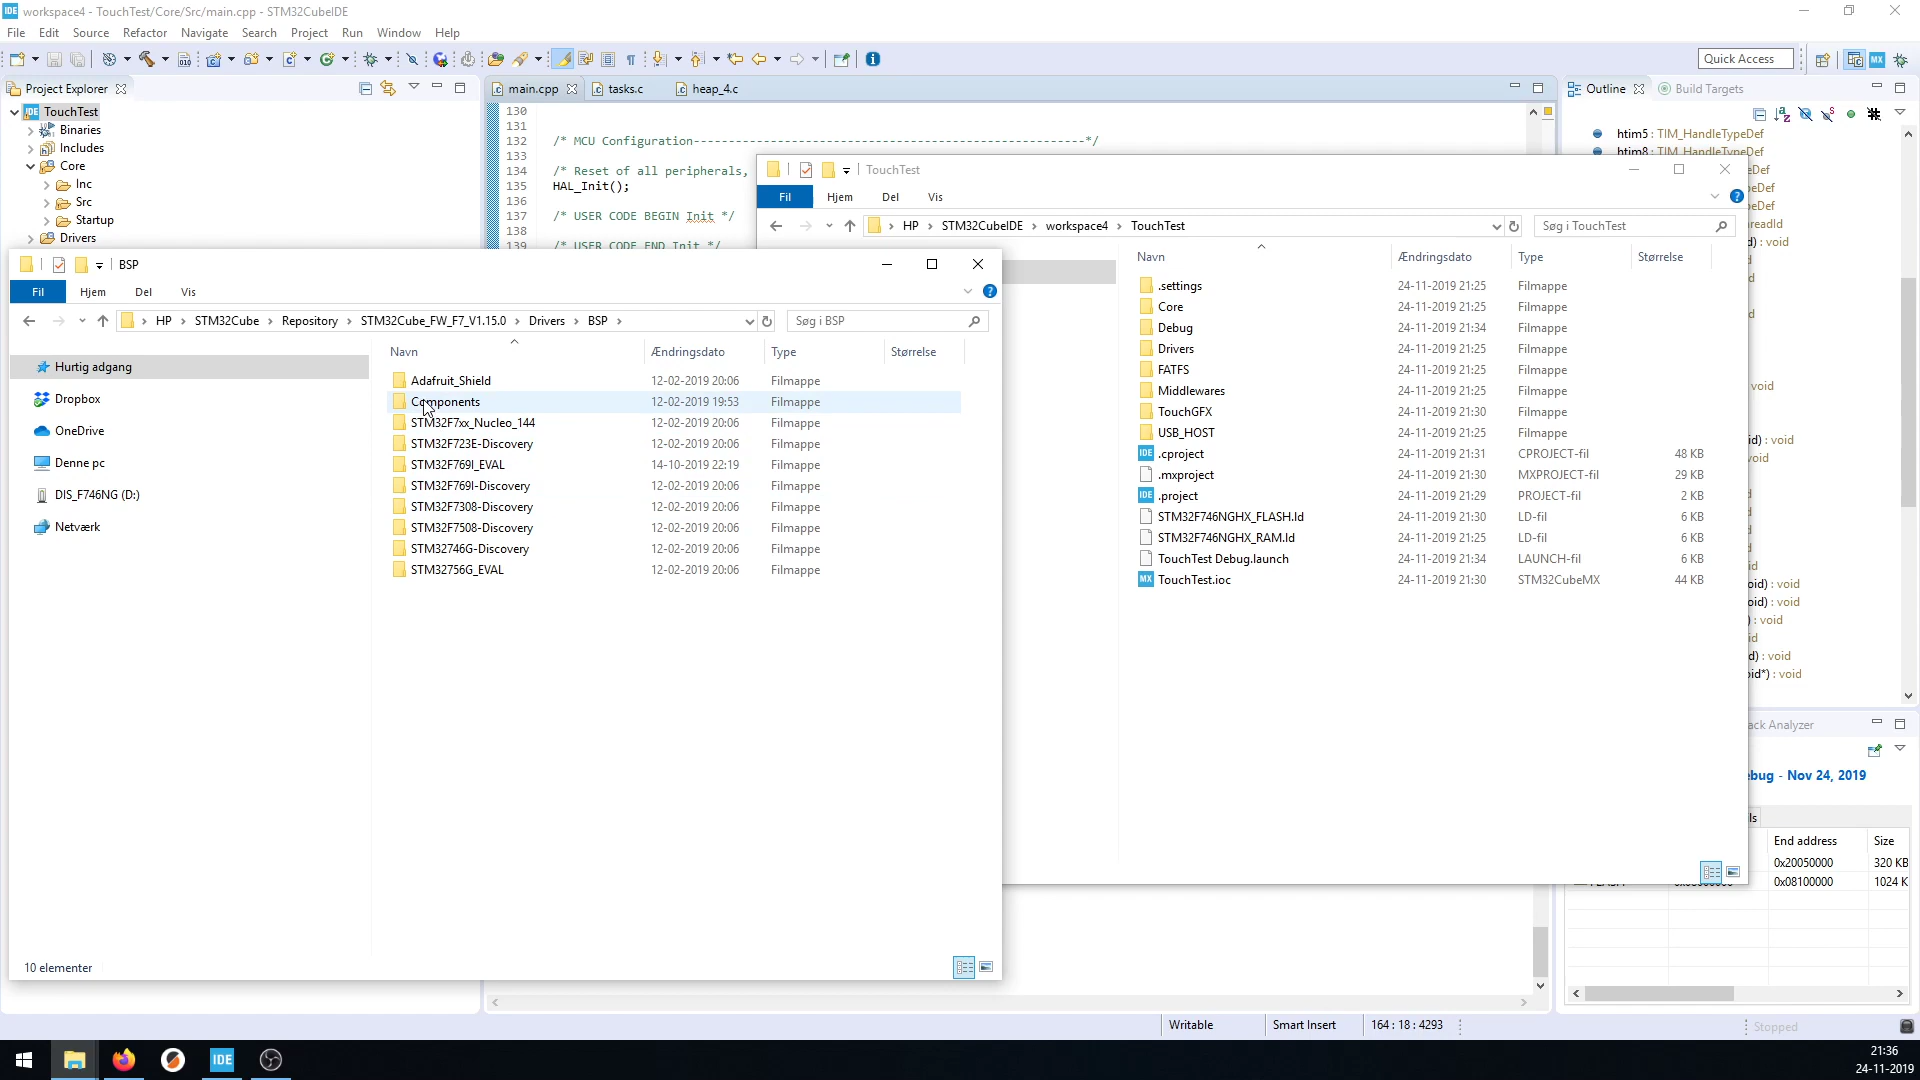 workspace4 - TouchTest/Core/Src/main.cpp - STM32CubeIDE
File Edit Source Refactor Navigate Search Project Run Window Help
Quick Access
Project Explorer
TouchTest
Binaries
Includes
Core
Inc
Src
Startup
Drivers
main.cpp
tasks.c
heap_4.c
130
131
132 /* MCU Configuration--------------------------------------------------------*/
133
134 /* Reset of all peripherals,
135 HAL_Init();
136
137 /* USER CODE BEGIN Init */
138
139 /* USER CODE END Init */
Outline
Build Targets
htim5 : TIM_HandleTypeDef
htim8 : TIM_HandleTypeDef
TouchTest
Fil Hjem Del Vis
HP STM32CubeIDE workspace4 TouchTest
Søg i TouchTest
Navn Ændringsdato Type Størrelse
.settings 24-11-2019 21:25 Filmappe
Core 24-11-2019 21:25 Filmappe
Debug 24-11-2019 21:34 Filmappe
Drivers 24-11-2019 21:25 Filmappe
FATFS 24-11-2019 21:25 Filmappe
Middlewares 24-11-2019 21:25 Filmappe
TouchGFX 24-11-2019 21:30 Filmappe
USB_HOST 24-11-2019 21:25 Filmappe
.cproject 24-11-2019 21:31 CPROJECT-fil 48 KB
.mxproject 24-11-2019 21:30 MXPROJECT-fil 29 KB
.project 24-11-2019 21:29 PROJECT-fil 2 KB
STM32F746NGHX_FLASH.ld 24-11-2019 21:30 LD-fil 6 KB
STM32F746NGHX_RAM.ld 24-11-2019 21:25 LD-fil 6 KB
TouchTest Debug.launch 24-11-2019 21:34 LAUNCH-fil 6 KB
TouchTest.ioc 24-11-2019 21:30 STM32CubeMX 44 KB
BSP
Fil Hjem Del Vis
HP STM32Cube Repository STM32Cube_FW_F7_V1.15.0 Drivers BSP
Søg i BSP
Hurtig adgang
Dropbox
OneDrive
Denne pc
DIS_F746NG (D:)
Netværk
Navn Ændringsdato Type Størrelse
Adafruit_Shield 12-02-2019 20:06 Filmappe
Components 12-02-2019 19:53 Filmappe
STM32F7xx_Nucleo_144 12-02-2019 20:06 Filmappe
STM32F723E-Discovery 12-02-2019 20:06 Filmappe
STM32F769I_EVAL 14-10-2019 22:19 Filmappe
STM32F769I-Discovery 12-02-2019 20:06 Filmappe
STM32F7308-Discovery 12-02-2019 20:06 Filmappe
STM32F7508-Discovery 12-02-2019 20:06 Filmappe
STM32746G-Discovery 12-02-2019 20:06 Filmappe
STM32756G_EVAL 12-02-2019 20:06 Filmappe
10 elementer
ebug - Nov 24, 2019
End address Size
0x20050000 320 KB
0x08100000 1024 K
Writable Smart Insert 164 : 18 : 4293 Stopped
21:36
24-11-2019